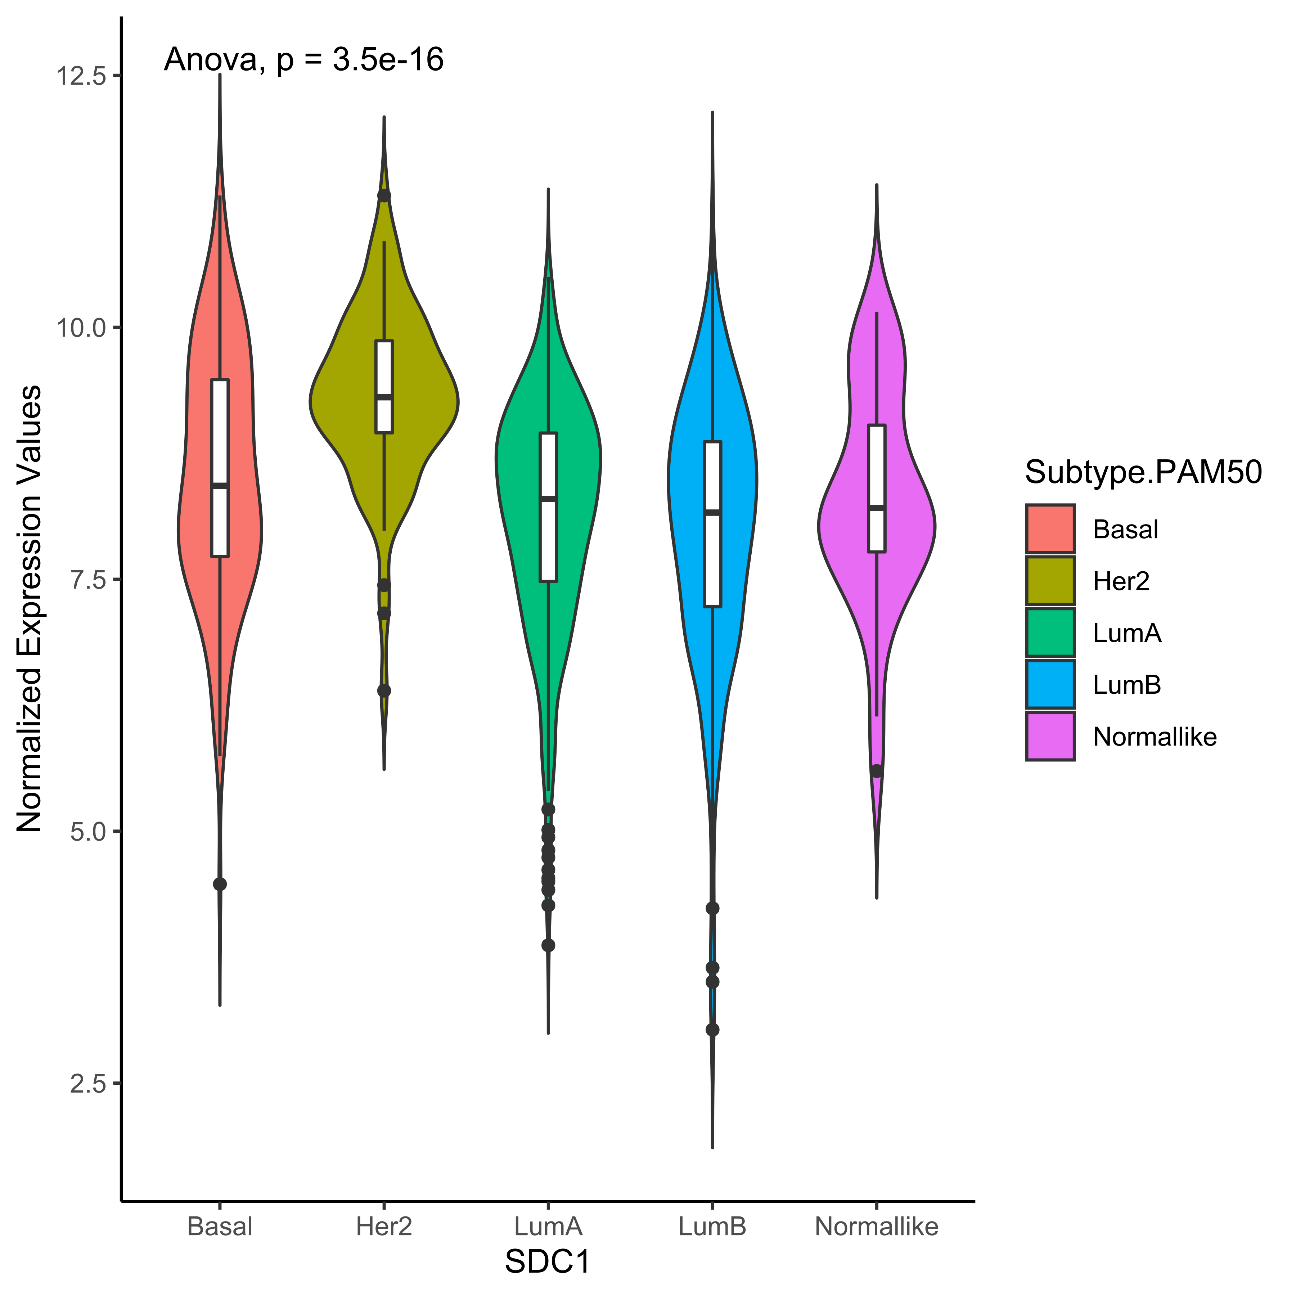 Anova, p = 3.5e-16
12.5
10.0
7.5
5.0
2.5
Normalized Expression Values
Basal
Her2
LumA
LumB
Normallike
SDC1
Subtype.PAM50
Basal
Her2
LumA
LumB
Normallike